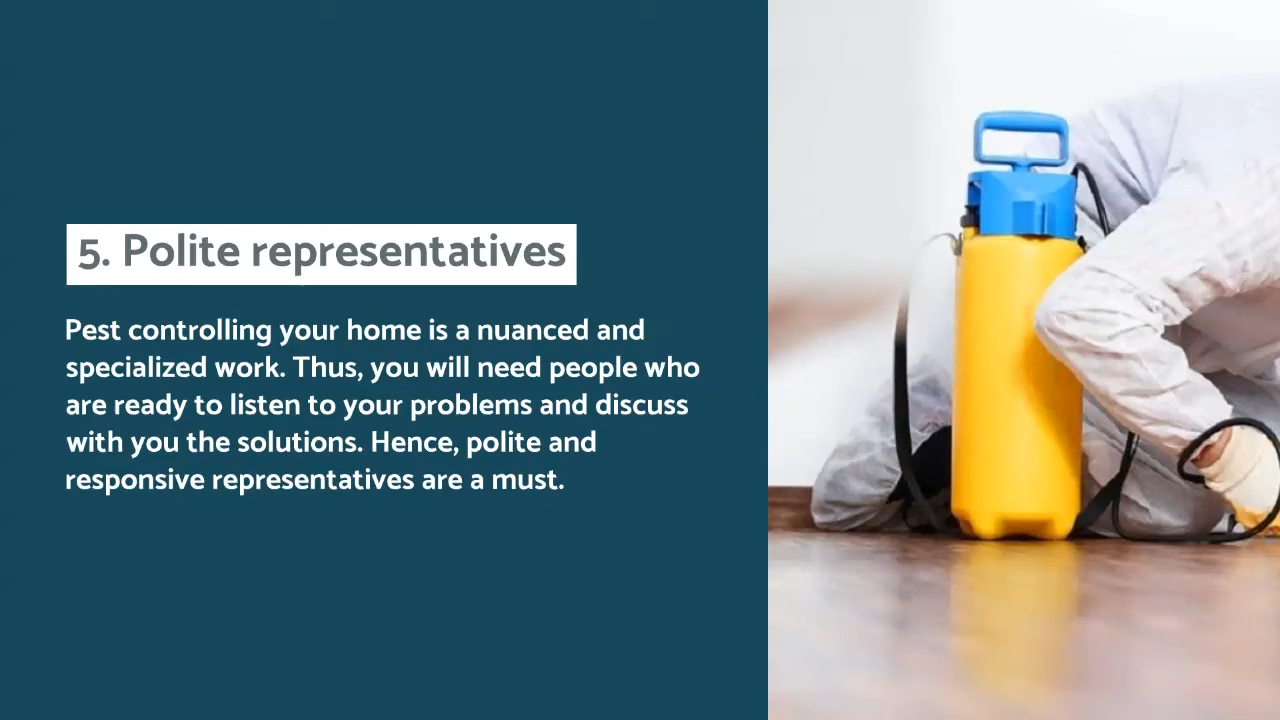 5. Polite representatives
Pest controlling your home is a nuanced and
specialized work. Thus, you will need people who
are ready to listen to your problems and discuss
with you the solutions. Hence, polite and
responsive representatives are a must.